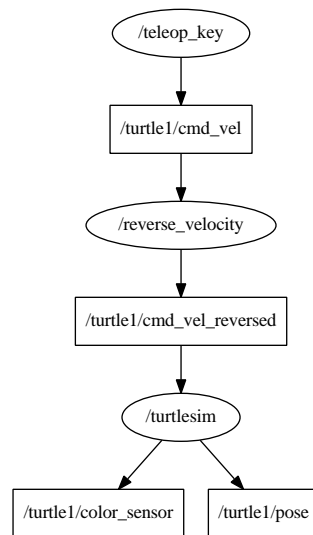 /teleop_key
/turtle1/cmd_vel
/reverse_velocity
/turtle1/cmd_vel_reversed
/turtlesim
/turtle1/color_sensor
/turtle1/pose